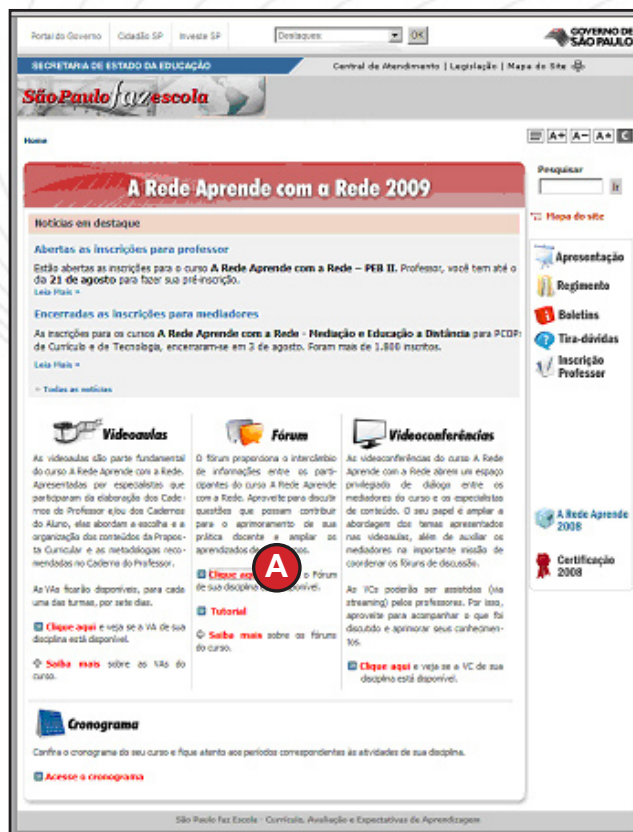 Portal do Governo Cidadão SP Investe SP Destaques: OK GOVERNO DE SÃO PAULO
SECRETARIA DE ESTADO DA EDUCAÇÃO Central de Atendimento | Legislação | Mapa do Site
São Paulo faz escola
Home A+ A- A+ C
A Rede Aprende com a Rede 2009
Notícias em destaque
Abertas as inscrições para professor
Estão abertas as inscrições para o curso A Rede Aprende com a Rede – PEB II. Professor, você tem até o
dia 21 de agosto para fazer sua pré-inscrição.
Leia Mais »
Encerradas as inscrições para mediadores
As inscrições para os cursos A Rede Aprende com a Rede - Mediação e Educação a Distância para PCOP:
de Currículo e de Tecnologia, encerraram-se em 3 de agosto. Foram mais de 1.800 inscritos.
Leia Mais »
Todas as notícias
Pesquisar
Ir
Mapa do site
Apresentação
Regimento
Boletins
Tira-dúvidas
Inscrição
Professor
A Rede Aprende
2008
Certificação
2008
Videoaulas
As videoaulas são parte fundamental
do curso A Rede Aprende com a Rede.
Apresentadas por especialistas que
participaram da elaboração dos Cader-
nos do Professor e/ou dos Cadernos
do Aluno, elas abordam a escolha e a
organização dos conteúdos da Propos-
ta Curricular e as metodologias reco-
mendadas no Caderno do Professor.
As VAs ficarão disponíveis, para cada
uma das turmas, por sete dias.
Clique aqui e veja se a VA de sua
disciplina está disponível.
Saiba mais sobre as VAs do
curso.
Fórum
O fórum proporciona o intercâmbio
de informações entre os parti-
cipantes do curso A Rede Aprende
com a Rede. Aproveite para discutir
questões que possam contribuir
para o aprimoramento de sua
prática docente e ampliar os
aprendizados de
A
Clique aqui o Fórum
de sua disciplina disponível.
Tutorial
Saiba mais sobre os fóruns
do curso.
Videoconferências
As videoconferências do curso A Rede
Aprende com a Rede abrem um espaço
privilegiado de diálogo entre os
mediadores do curso e os especialistas
de conteúdo. O seu papel é ampliar a
abordagem dos temas apresentados
nas videoaulas, além de auxiliar os
mediadores na importante missão de
coordenar os fóruns de discussão.
As VCs poderão ser assistidas (via
streaming) pelos professores. Por isso,
aproveite para acompanhar o que foi
discutido e aprimorar seus conhecimen-
tos.
Clique aqui e veja se a VC de sua
disciplina está disponível.
Cronograma
Confira o cronograma do seu curso e fique atento aos períodos correspondentes às atividades de sua disciplina.
Acesse o cronograma
São Paulo Faz Escola - Currículo, Avaliação e Expectativas de Aprendizagem